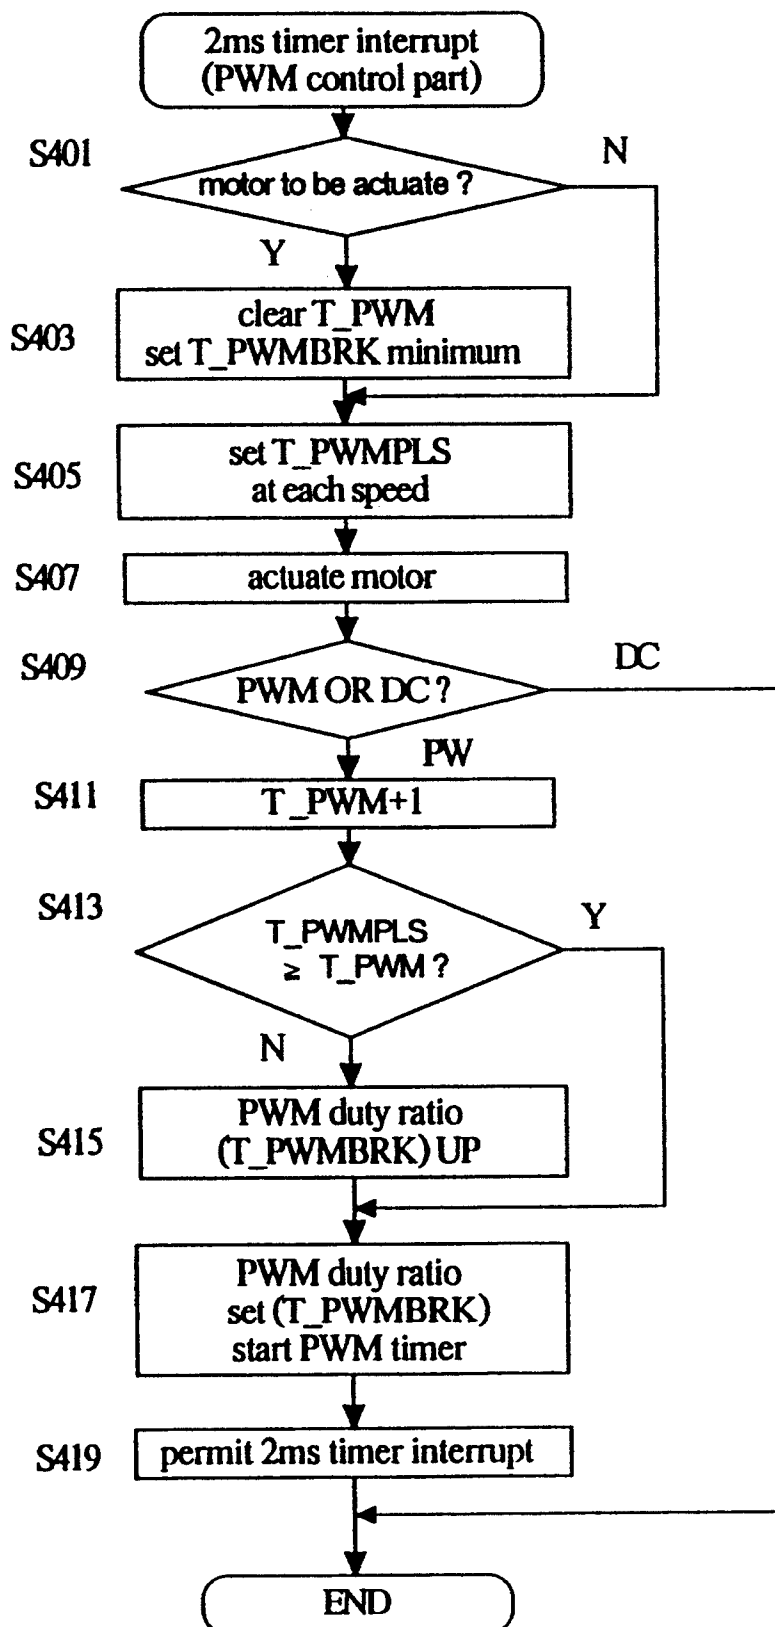 2ms timer interrupt
(PWM control part)
S401
motor to be actuate ?
N
Y
S403
clear T_PWM
set T_PWMBRK minimum
S405
set T_PWMPLS
at each speed
S407
actuate motor
S409
PWM OR DC ?
DC
PW
S411
T_PWM+1
S413
T_PWMPLS
≥ T_PWM ?
Y
N
S415
PWM duty ratio
(T_PWMBRK) UP
S417
PWM duty ratio
set (T_PWMBRK)
start PWM timer
S419
permit 2ms timer interrupt
END